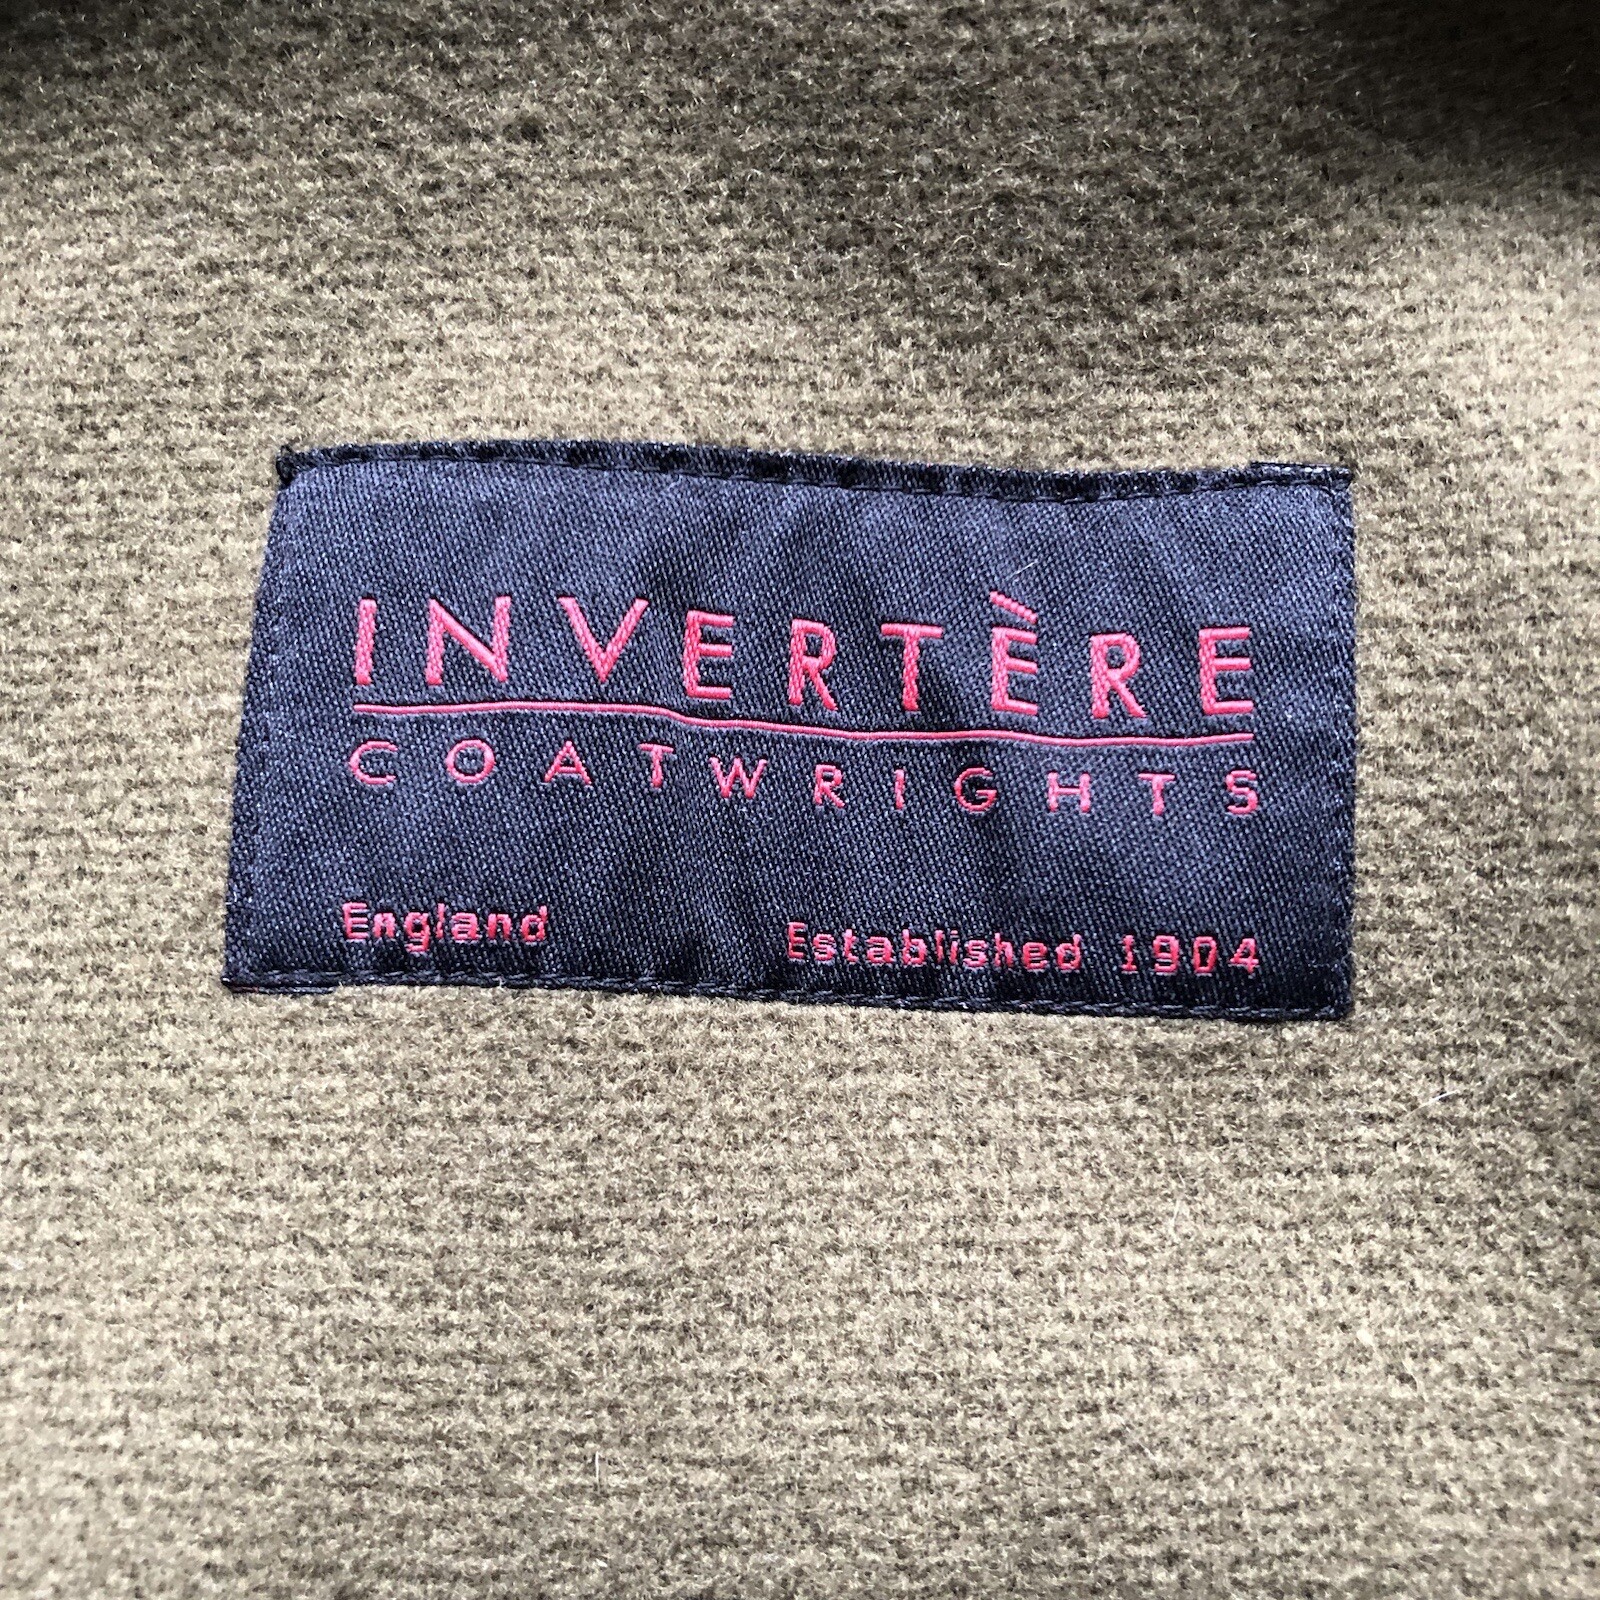 INVERTÈRE
COATWRIGHTS
England Established 1904